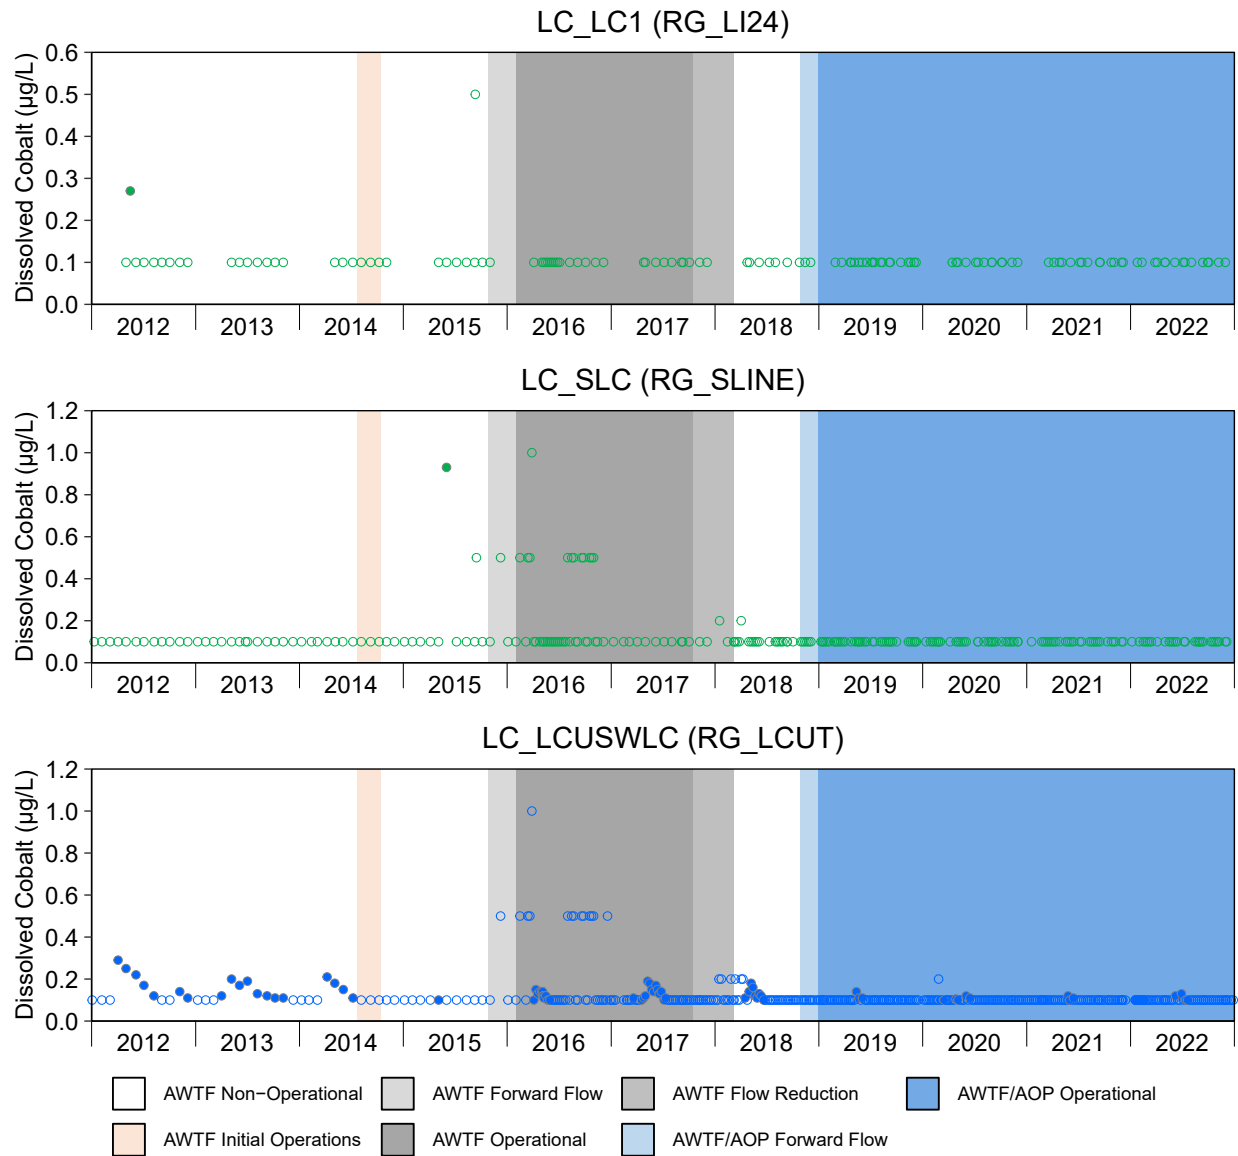 LC_LC1 (RG_LI24)
Dissolved Cobalt (µg/L)
0.6
0.5
0.4
0.3
0.2
0.1
0.0
2012 2013 2014 2015 2016 2017 2018 2019 2020 2021 2022
LC_SLC (RG_SLINE)
Dissolved Cobalt (µg/L)
1.2
1.0
0.8
0.6
0.4
0.2
0.0
2012 2013 2014 2015 2016 2017 2018 2019 2020 2021 2022
LC_LCUSWLC (RG_LCUT)
Dissolved Cobalt (µg/L)
1.2
1.0
0.8
0.6
0.4
0.2
0.0
2012 2013 2014 2015 2016 2017 2018 2019 2020 2021 2022
AWTF Non−Operational AWTF Forward Flow AWTF Flow Reduction AWTF/AOP Operational
AWTF Initial Operations AWTF Operational AWTF/AOP Forward Flow